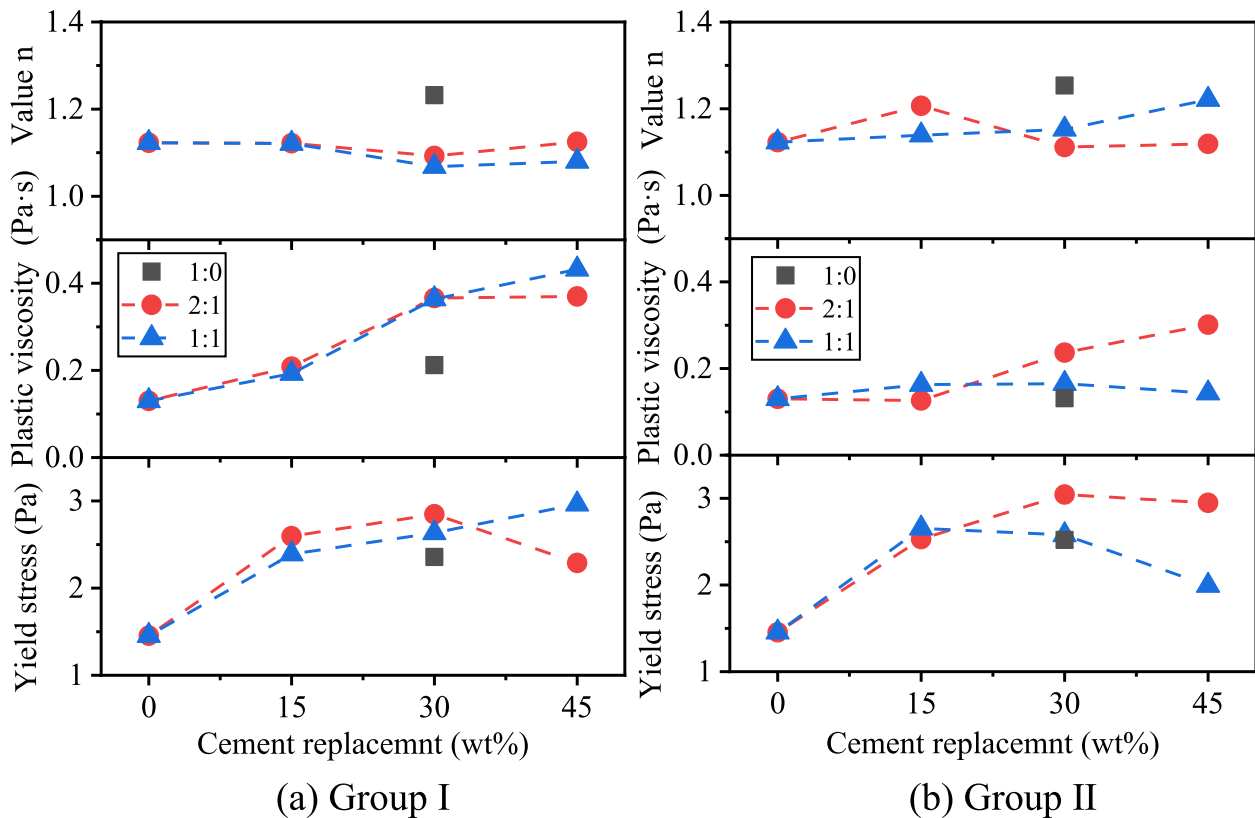 Value n
1.4
1.2
1.0
Plastic viscosity (Pa·s)
0.4
0.2
0.0
1:0
2:1
1:1
Yield stress (Pa)
3
2
1
0 15 30 45
Cement replacemnt (wt%)
(a) Group I
Value n
1.4
1.2
1.0
Plastic viscosity (Pa·s)
0.4
0.2
0.0
1:0
2:1
1:1
Yield stress (Pa)
3
2
1
0 15 30 45
Cement replacemnt (wt%)
(b) Group II